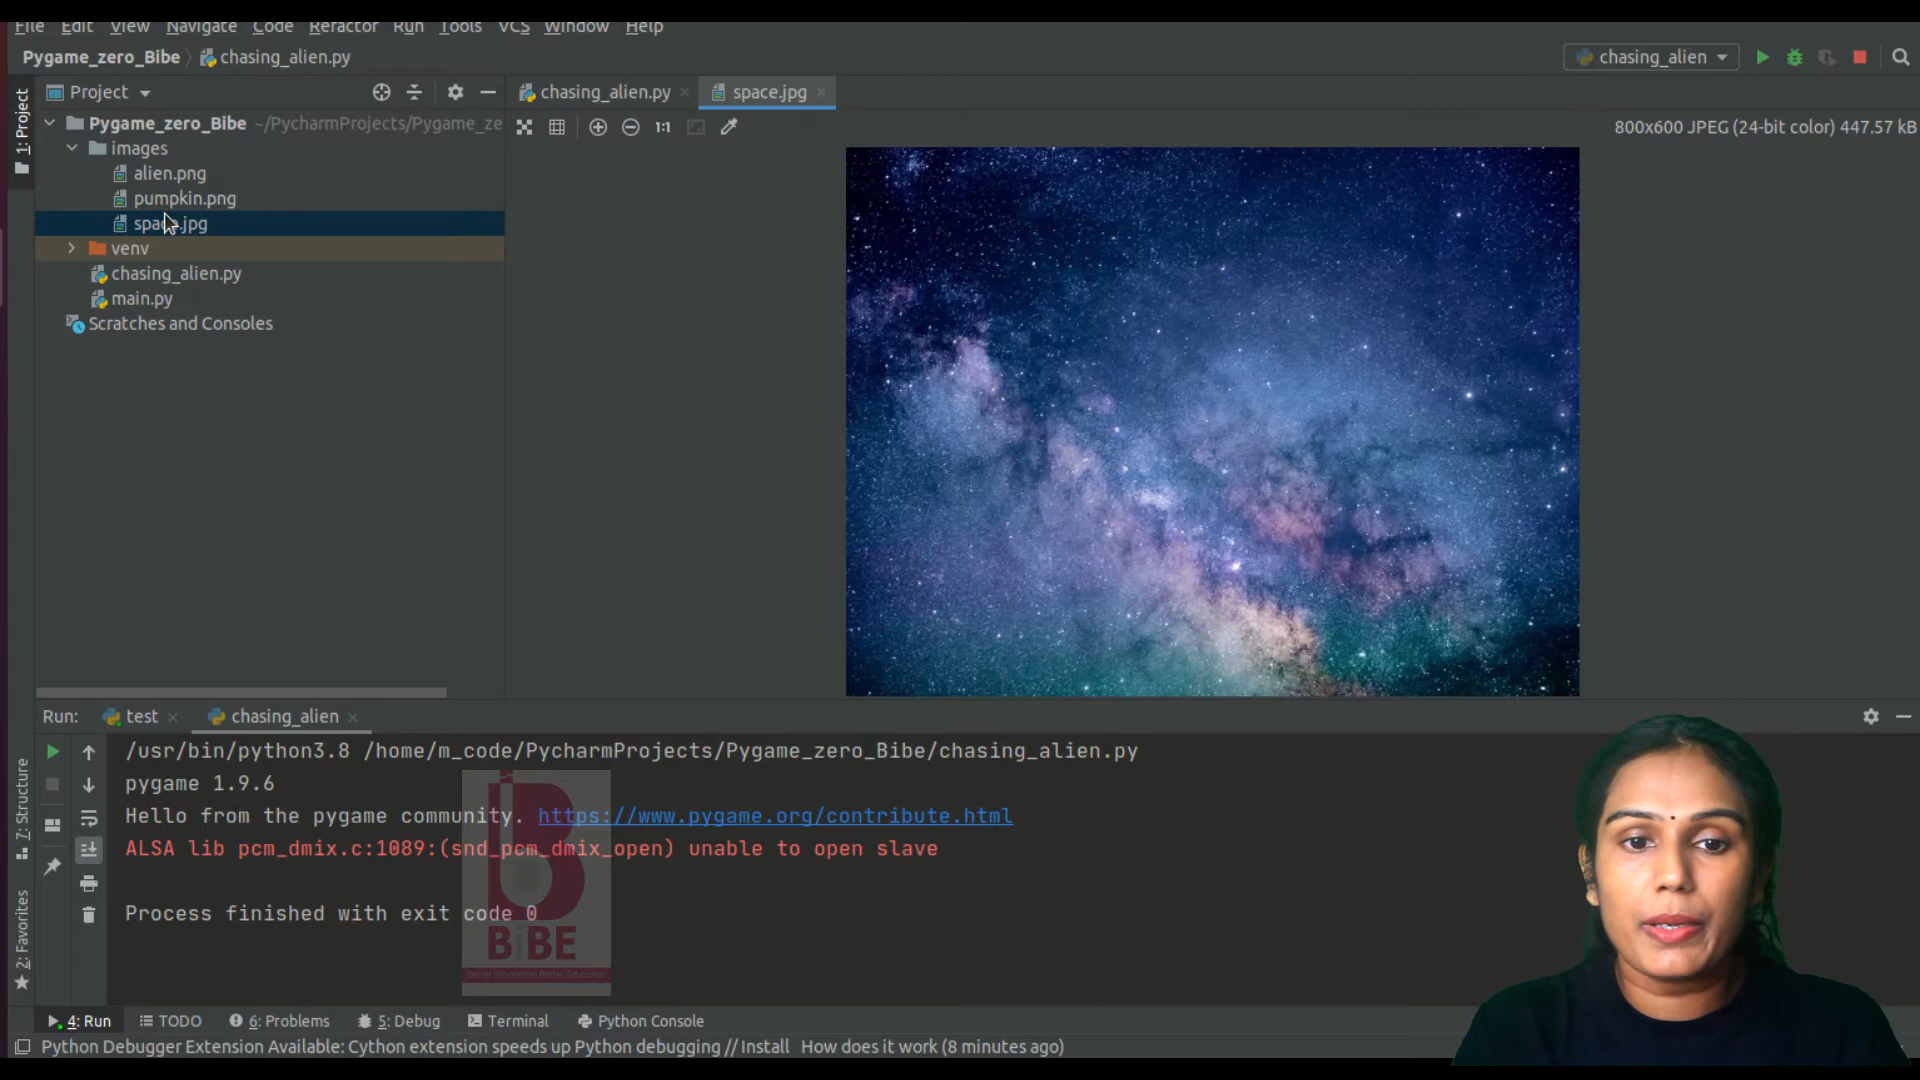 File Edit View Navigate Code Refactor Run Tools VCS Window Help
Pygame_zero_Bibe chasing_alien.py
chasing_alien
1: Project
Project
chasing_alien.py
space.jpg
Pygame_zero_Bibe ~/PycharmProjects/Pygame_ze
1:1
800x600 JPEG (24-bit color) 447.57 kB
images
alien.png
pumpkin.png
space.jpg
venv
chasing_alien.py
main.py
Scratches and Consoles
Run: test chasing_alien
/usr/bin/python3.8 /home/m_code/PycharmProjects/Pygame_zero_Bibe/chasing_alien.py
pygame 1.9.6
Hello from the pygame community. https://www.pygame.org/contribute.html
ALSA lib pcm_dmix.c:1089:(snd_pcm_dmix_open) unable to open slave
Process finished with exit code 0
BiBE
Better Information Better Education
7: Structure
2: Favorites
4: Run TODO 6: Problems 5: Debug Terminal Python Console
Python Debugger Extension Available: Cython extension speeds up Python debugging // Install How does it work (8 minutes ago)